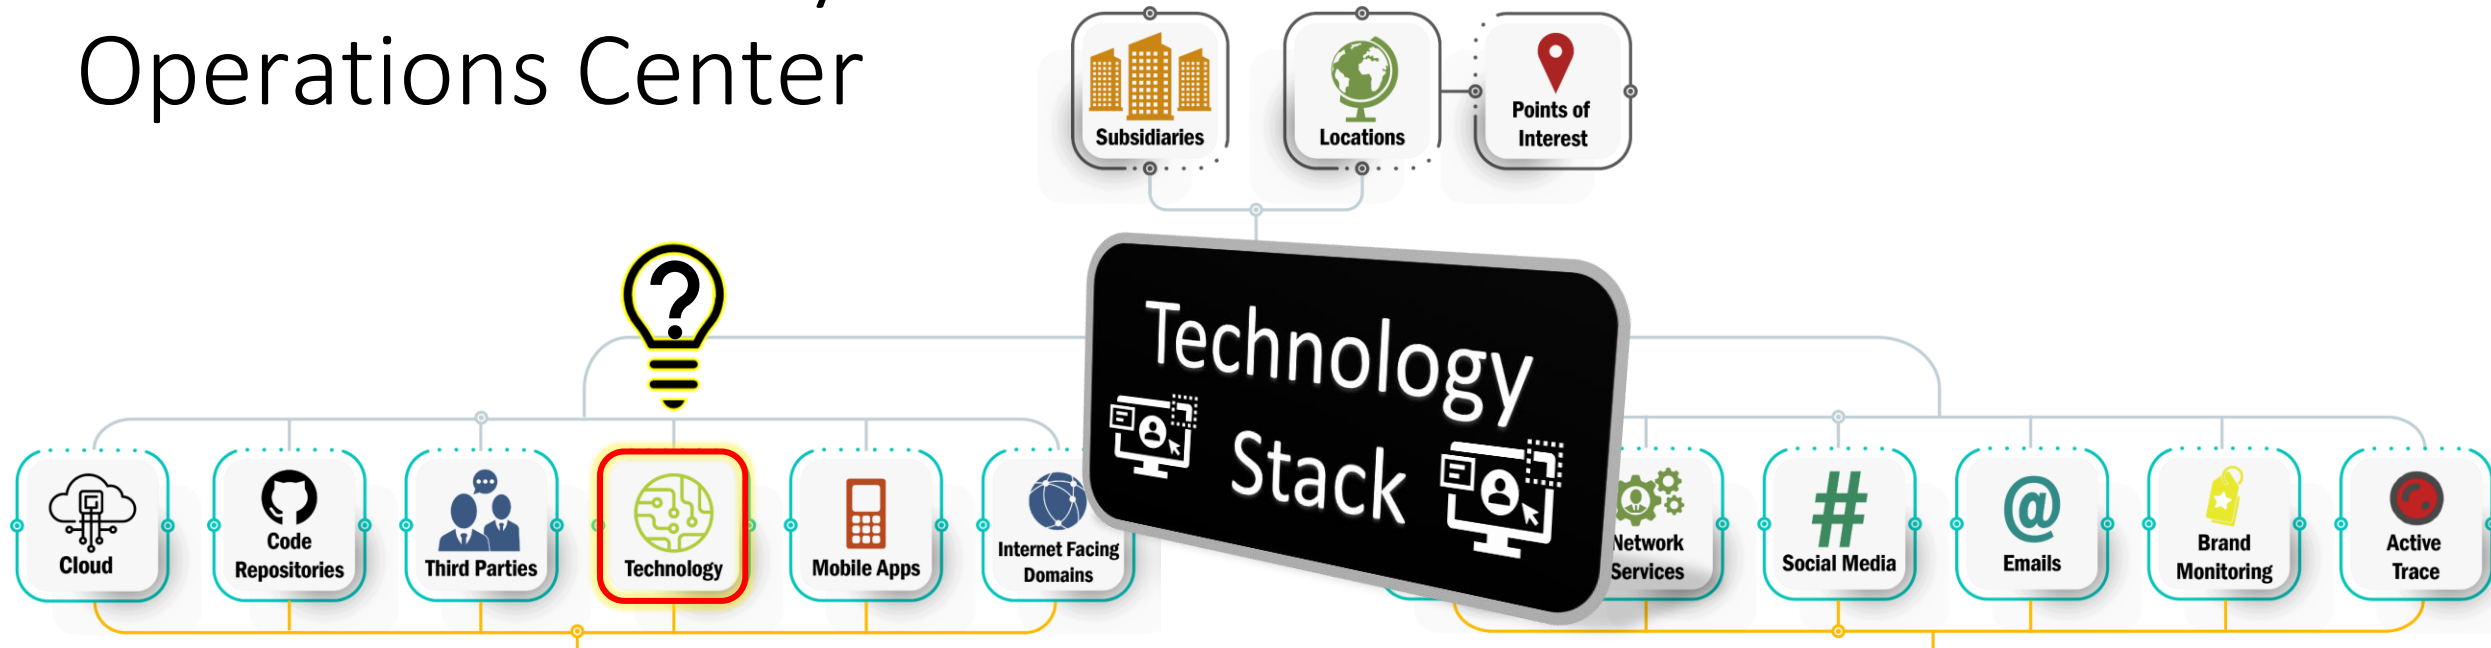 Operations Center
Subsidiaries
Locations
Points of
Interest
?
Technology
Stack
Cloud
Code
Repositories
Third Parties
Technology
Mobile Apps
Internet Facing
Domains
Network
Services
#
Social Media
@
Emails
Brand
Monitoring
Active
Trace